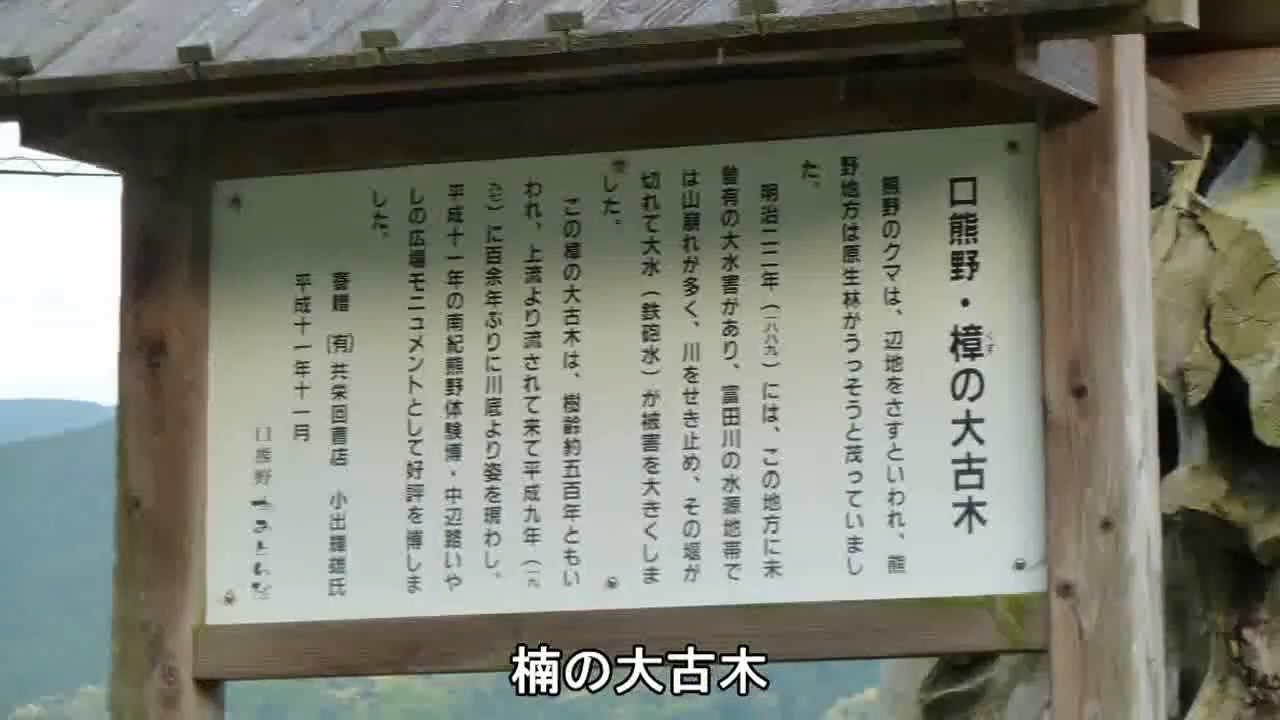 口熊野・樟の大古木
くす
熊野のクマは、辺地をさすといわれ、熊
野地方は原生林がうっそうと茂っていまし
た。
明治二二年（一八八九）には、この地方に未
曾有の大水害があり、富田川の水源地帯で
は山崩れが多く、川をせき止め、その堰が
切れて大水（鉄砲水）が被害を大きくしま
した。
この樟の大古木は、樹齢約五百年ともい
われ、上流より流されて来て平成九年（一九
九七）に百余年ぶりに川底より姿を現わし、
平成十一年の南紀熊野体験博・中辺路いや
しの広場モニュメントとして好評を博しま
した。
寄贈　(有)共栄回漕店　小出輝雄氏
平成十一年十一月
口熊野
楠の大古木